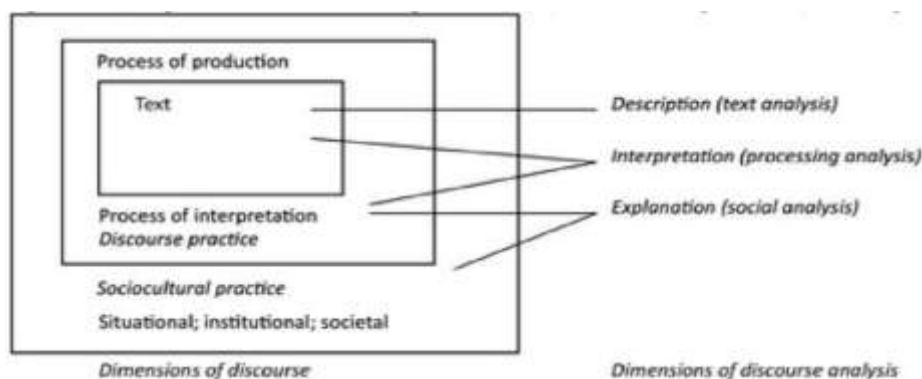 Process of production
Text
Description (text analysis)
Interpretation (processing analysis)
Process of interpretation
Explanation (social analysis)
Discourse practice
Sociocultural practice
Situational; institutional; societal
Dimensions of discourse
Dimensions of discourse analysis